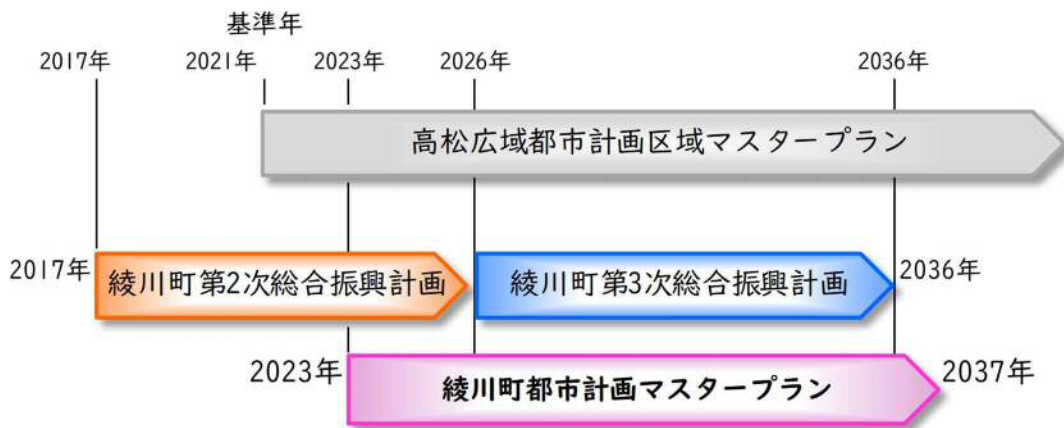 基準年
2017年
2021年
2023年
2026年
2036年
高松広域都市計画区域マスタープラン
2017年
綾川町第2次総合振興計画
綾川町第3次総合振興計画
2036年
2023年
綾川町都市計画マスタープラン
2037年